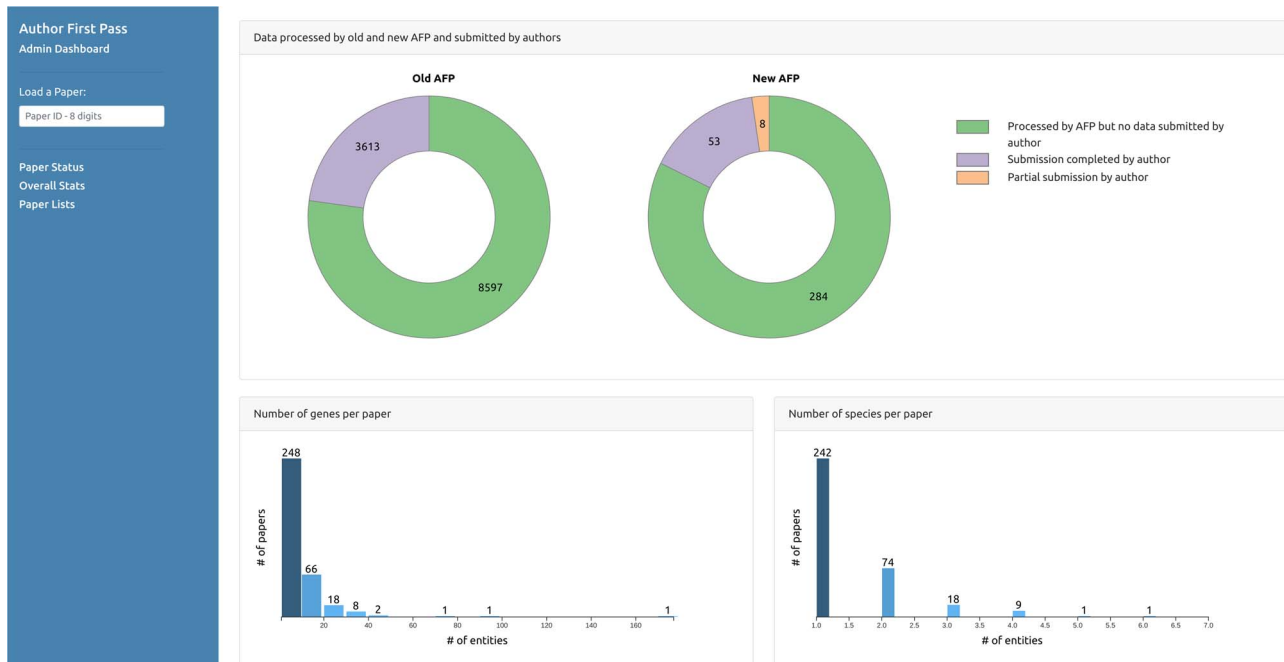 Author First Pass
Admin Dashboard
Load a Paper:
Paper ID - 8 digits
Paper Status
Overall Stats
Paper Lists
Data processed by old and new AFP and submitted by authors
Old AFP
3613
8597
New AFP
8
53
284
Processed by AFP but no data submitted by
author
Submission completed by author
Partial submission by author
Number of genes per paper
248
66
18
8
2
1
1
1
# of papers
20
40
60
80
100
120
140
160
# of entities
Number of species per paper
242
74
18
9
1
1
# of papers
1.0
1.5
2.0
2.5
3.0
3.5
4.0
4.5
5.0
5.5
6.0
6.5
7.0
# of entities